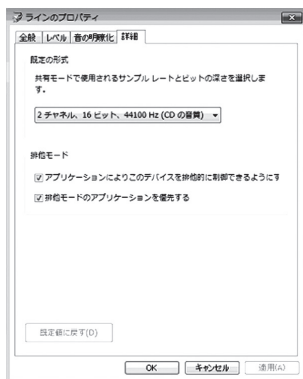 ラインのプロパティ
全般 レベル 音の明瞭化 詳細
既定の形式
共有モードで使用されるサンプル レートとビットの深さを選択しま
す。
2 チャネル、16 ビット、44100 Hz (CD の音質)
排他モード
アプリケーションによりこのデバイスを排他的に制御できるようにす
排他モードのアプリケーションを優先する
既定値に戻す(D)
OK キャンセル 適用(A)